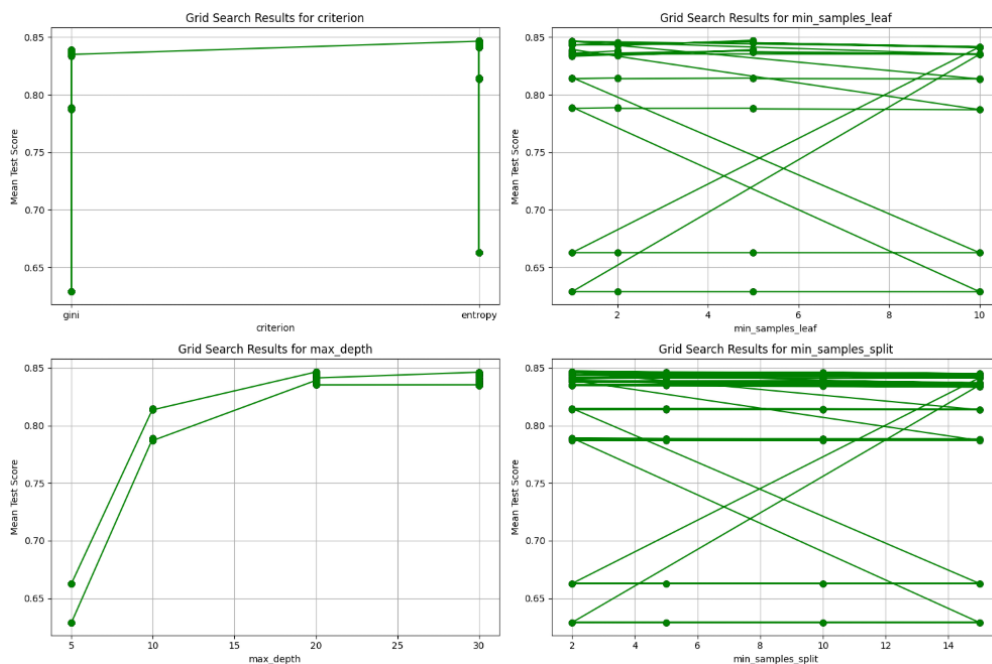 Grid Search Results for criterion
0.85
0.80
0.75
0.70
0.65
Mean Test Score
gini
entropy
criterion
Grid Search Results for min_samples_leaf
0.85
0.80
0.75
0.70
0.65
Mean Test Score
2
4
6
8
10
min_samples_leaf
Grid Search Results for max_depth
0.85
0.80
0.75
0.70
0.65
Mean Test Score
5
10
15
20
25
30
max_depth
Grid Search Results for min_samples_split
0.85
0.80
0.75
0.70
0.65
Mean Test Score
2
4
6
8
10
12
14
min_samples_split